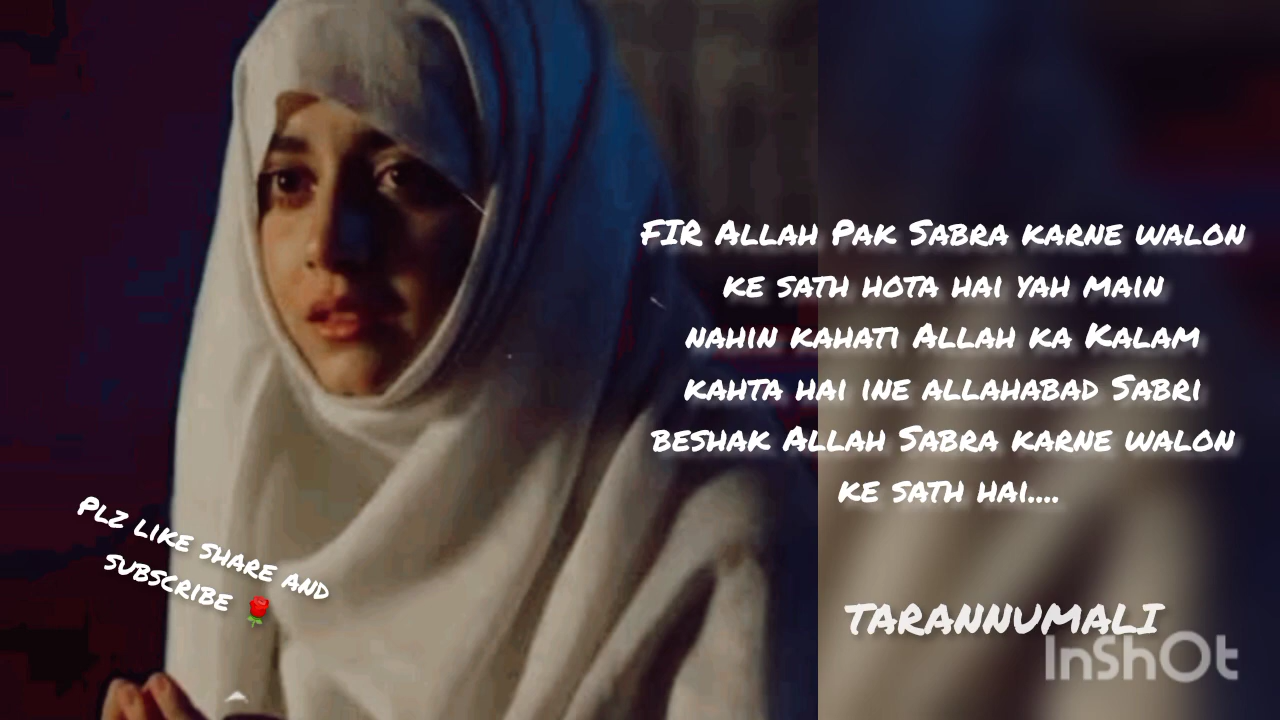 FIR Allah Pak Sabra karne walon
ke sath hota hai yah main
nahin kahati Allah ka Kalam
kahta hai ine allahabad Sabri
beshak Allah Sabra karne walon
ke sath hai....
Plz like share and
subscribe 🌹
TARANNUMALI
InShOt